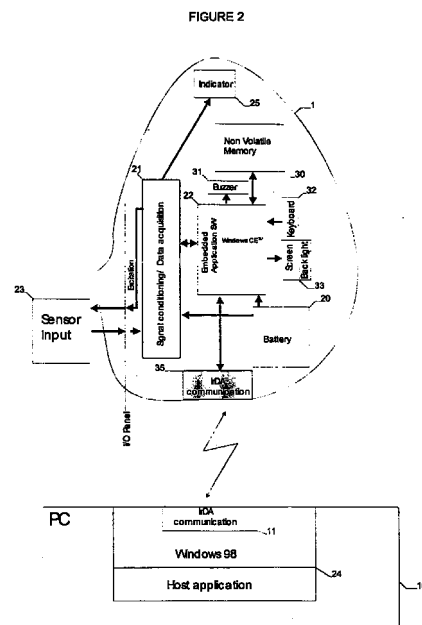 FIGURE 2
Indicator
25
1
Non Volatile
Memory
21
31
30
Buzzer
32
22
Signal conditioning/ Data acquisition
Excitation
Embedded
Application SW
Windows CE™
Keyboard
Screen
Back light
33
23
Sensor
Input
20
Battery
35
IrDA
communication
I/O Panel
PC
IrDA
communication
11
Windows 98
24
Host application